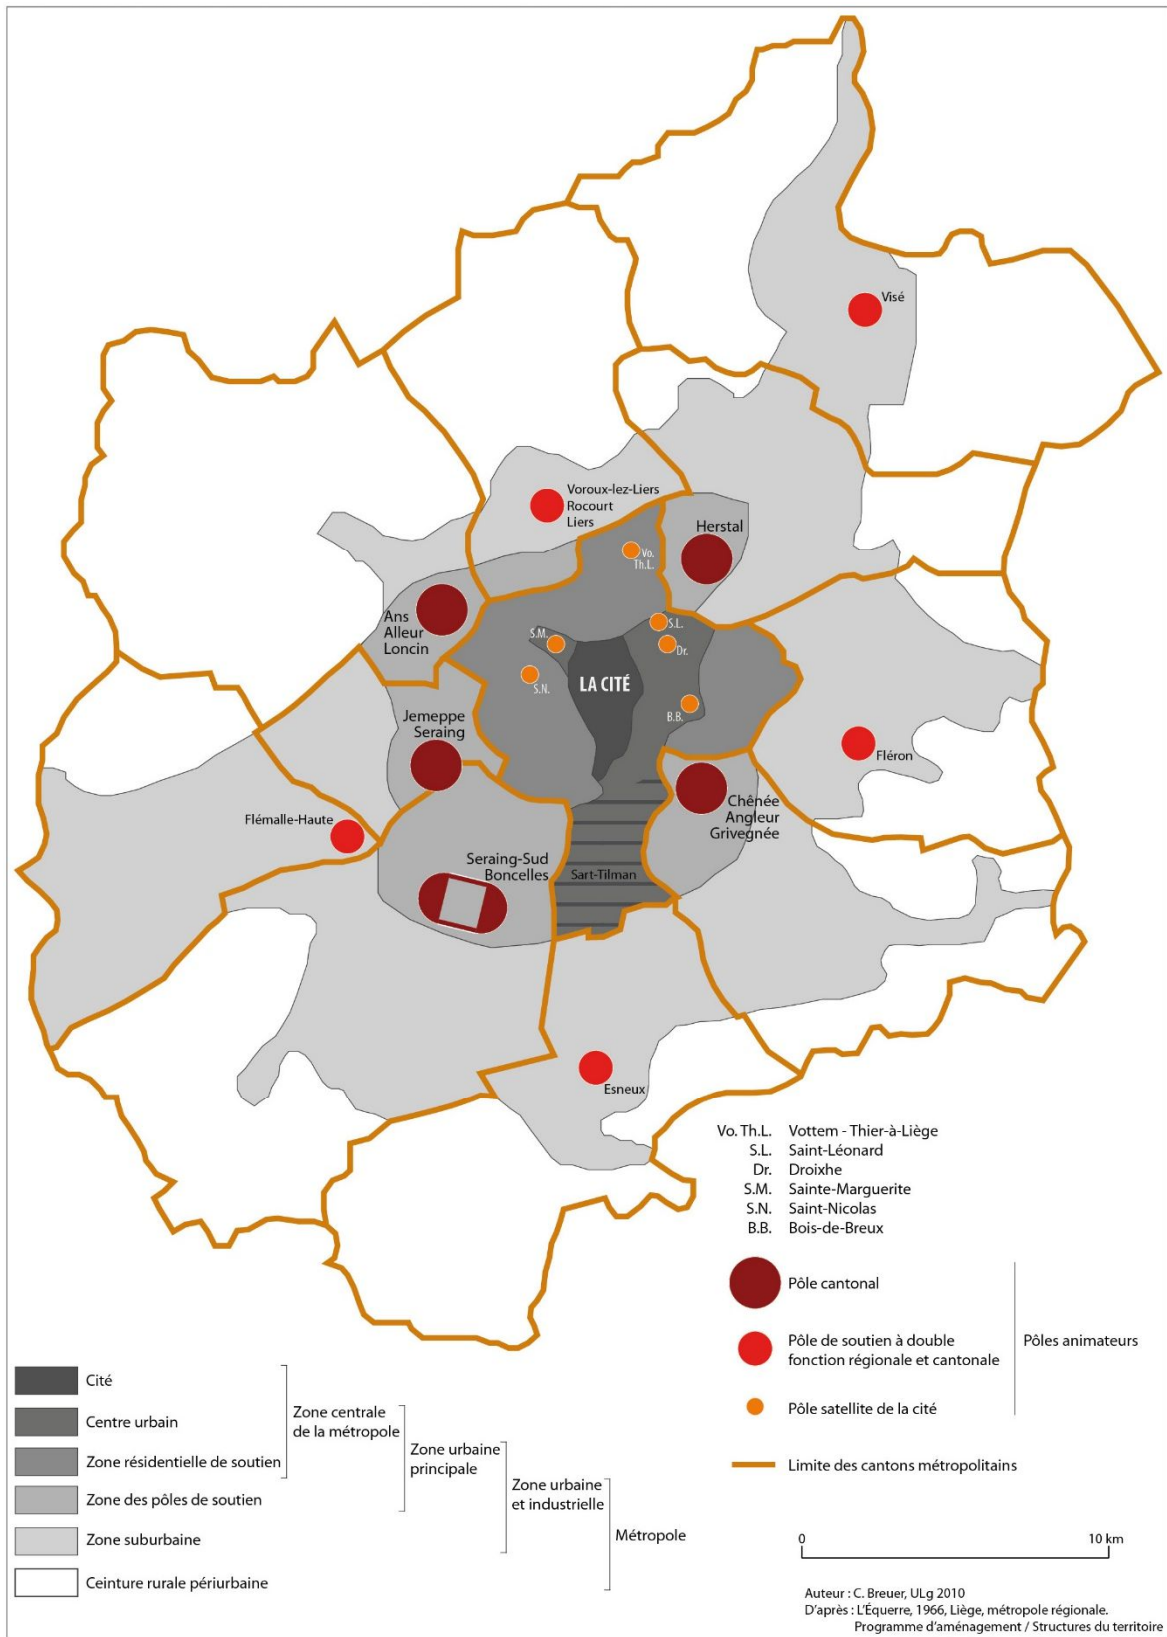 Visé
Voroux-lez-Liers
Rocourt
Liers
Herstal
Vo.
Th.L.
Ans
Alleur
Loncin
S.M.
S.L.
Dr.
S.N.
LA CITÉ
B.B.
Jemeppe
Seraing
Fléron
Chênée
Angleur
Grivegnée
Flémalle-Haute
Seraing-Sud
Boncelles
Sart-Tilman
Esneux
Vo. Th.L. Vottem - Thier-à-Liège
S.L. Saint-Léonard
Dr. Droixhe
S.M. Sainte-Marguerite
S.N. Saint-Nicolas
B.B. Bois-de-Breux
Pôle cantonal
Pôle de soutien à double
fonction régionale et cantonale
Pôles animateurs
Pôle satellite de la cité
Limite des cantons métropolitains
Cité
Centre urbain
Zone résidentielle de soutien
Zone des pôles de soutien
Zone suburbaine
Ceinture rurale périurbaine
Zone centrale
de la métropole
Zone urbaine
principale
Zone urbaine
et industrielle
Métropole
0 10 km
Auteur : C. Breuer, ULg 2010
D'après : L'Équerre, 1966, Liège, métropole régionale.
Programme d'aménagement / Structures du territoire